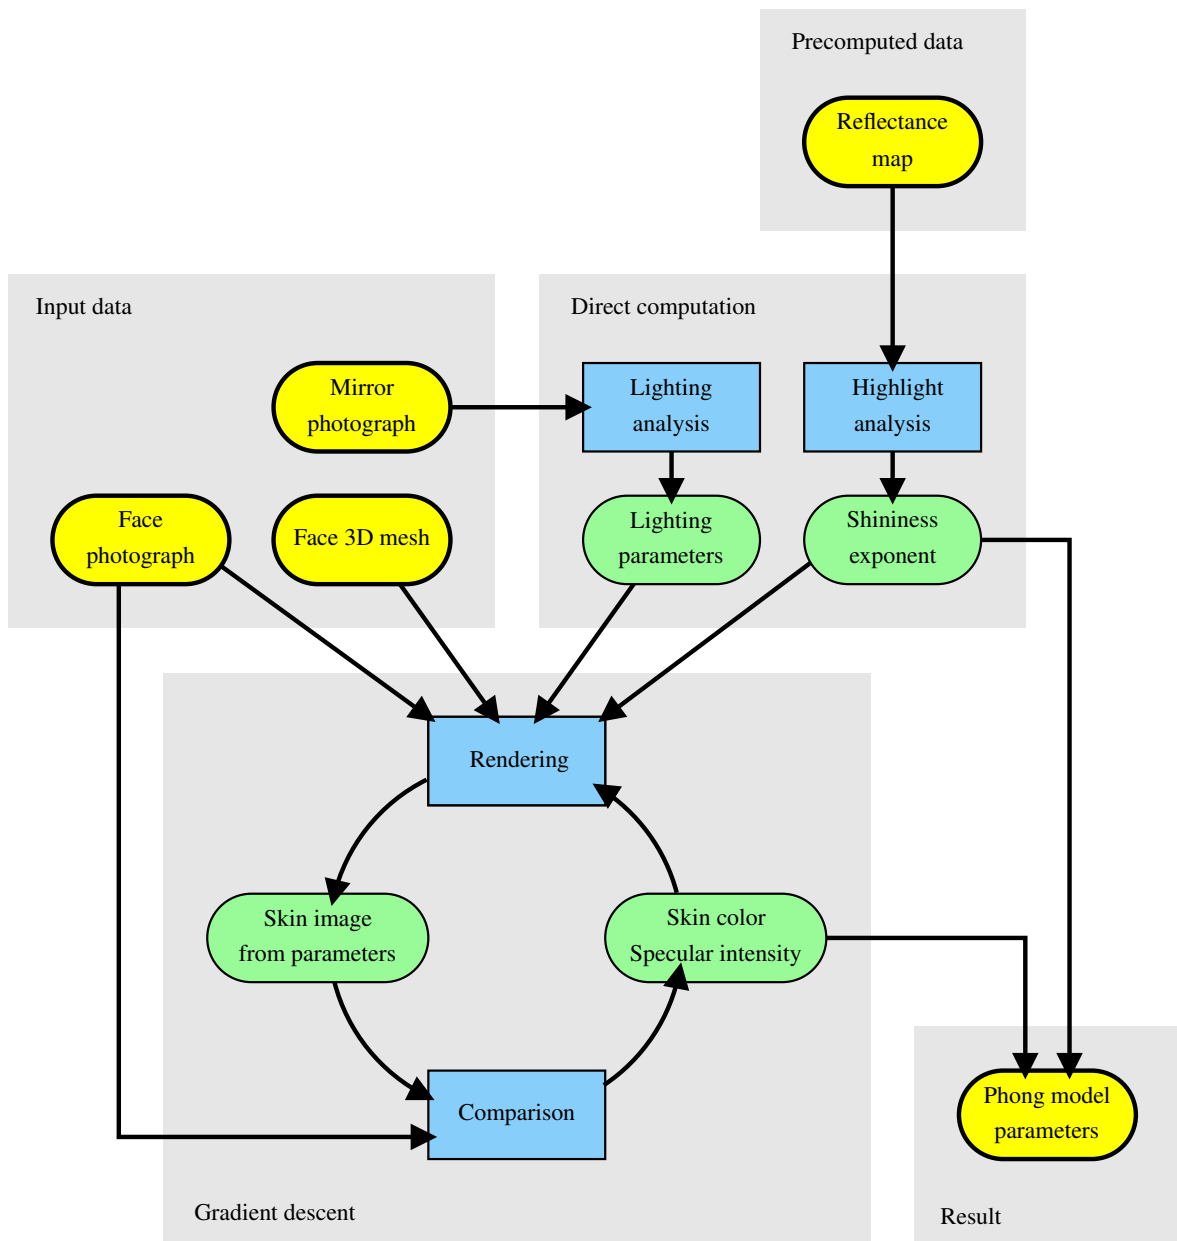 Precomputed data
Reflectance
map
Input data
Direct computation
Mirror
photograph
Lighting
analysis
Highlight
analysis
Face
photograph
Face 3D mesh
Lighting
parameters
Shininess
exponent
Rendering
Skin image
from parameters
Skin color
Specular intensity
Comparison
Phong model
parameters
Gradient descent
Result